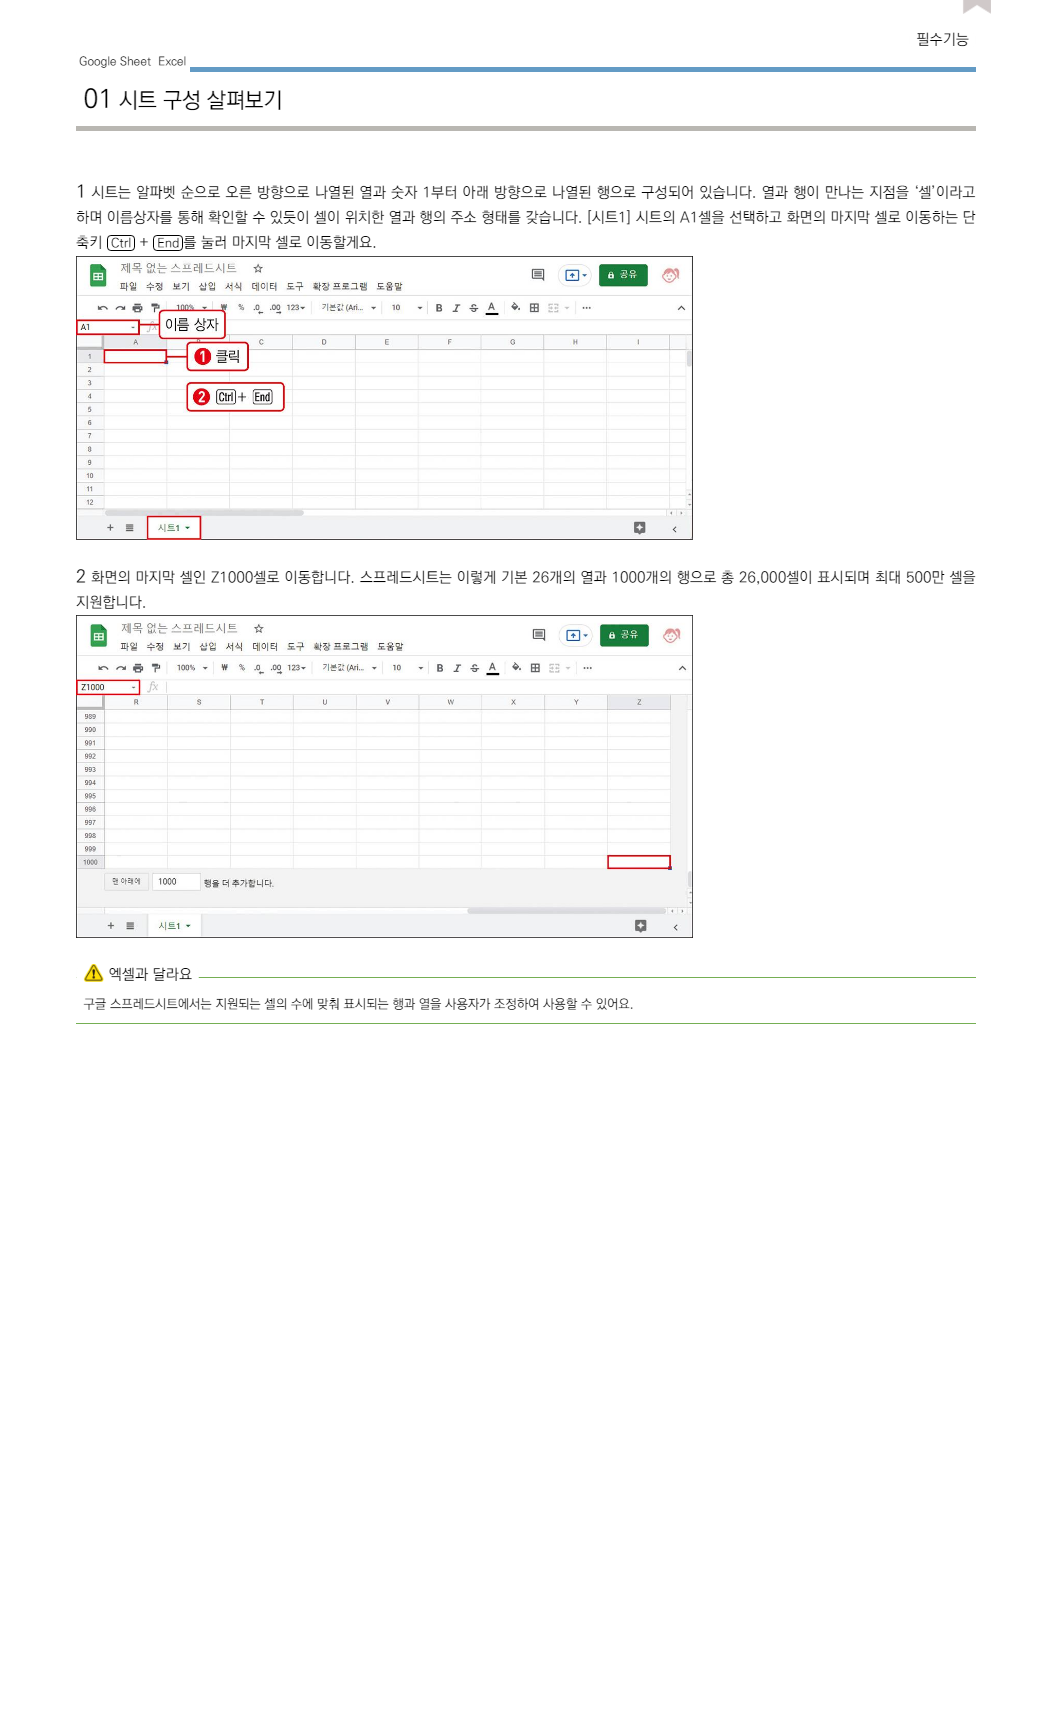 필수기능
Google Sheet Excel
01 시트 구성 살펴보기
1 시트는 알파벳 순으로 오른 방향으로 나열된 열과 숫자 1부터 아래 방향으로 나열된 행으로 구성되어 있습니다. 열과 행이 만나는 지점을 ‘셀’이라고
하며 이름상자를 통해 확인할 수 있듯이 셀이 위치한 열과 행의 주소 형태를 갖습니다. [시트1] 시트의 A1셀을 선택하고 화면의 마지막 셀로 이동하는 단
축키 Ctrl + End를 눌러 마지막 셀로 이동할게요.
제목 없는 스프레드시트
공유
파일 수정 보기 삽입 서식 데이터 도구 확장 프로그램 도움말
100% ₩ % .0 .00 123 기본값 (Ari... 10 B I S A
A1 fx 이름 상자
A C D E F G H I
1 클릭
1
2
3
2 Ctrl + End
4
5
6
7
8
9
10
11
12
시트1
2 화면의 마지막 셀인 Z1000셀로 이동합니다. 스프레드시트는 이렇게 기본 26개의 열과 1000개의 행으로 총 26,000셀이 표시되며 최대 500만 셀을
지원합니다.
제목 없는 스프레드시트
공유
파일 수정 보기 삽입 서식 데이터 도구 확장 프로그램 도움말
100% ₩ % .0 .00 123 기본값 (Ari... 10 B I S A
Z1000 fx
R S T U V W X Y Z
989
990
991
992
993
994
995
996
997
998
999
1000
맨 아래에 1000 행을 더 추가합니다.
시트1
엑셀과 달라요
구글 스프레드시트에서는 지원되는 셀의 수에 맞춰 표시되는 행과 열을 사용자가 조정하여 사용할 수 있어요.